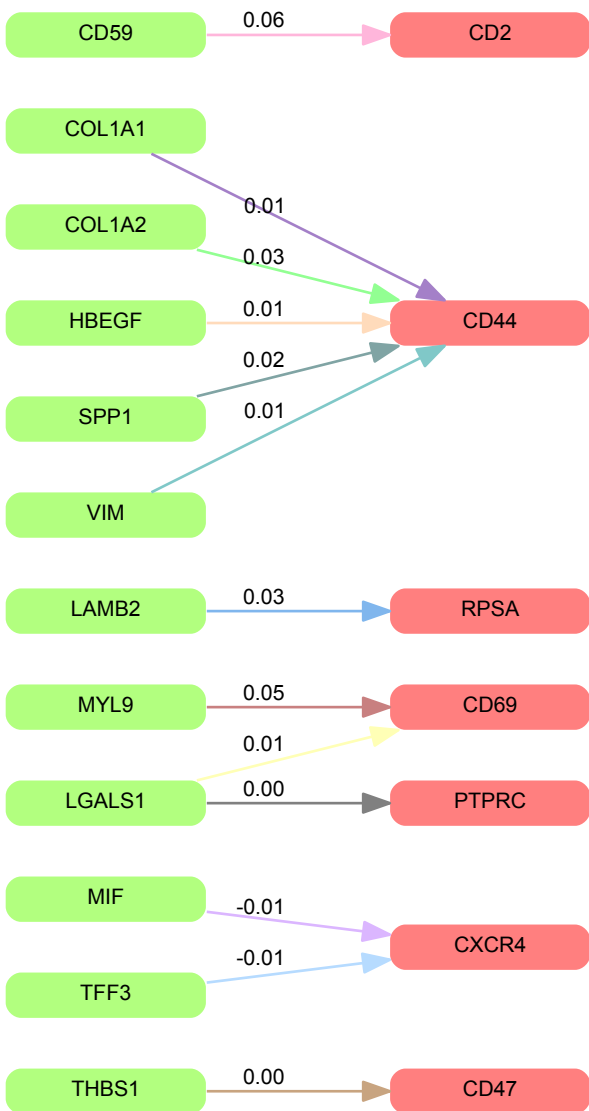 CD59 0.06 CD2
COL1A1
0.01
COL1A2
0.03
HBEGF 0.01 CD44
0.02
SPP1
0.01
VIM
LAMB2 0.03 RPSA
MYL9 0.05 CD69
0.01
LGALS1 0.00 PTPRC
MIF -0.01
CXCR4
-0.01
TFF3
THBS1 0.00 CD47